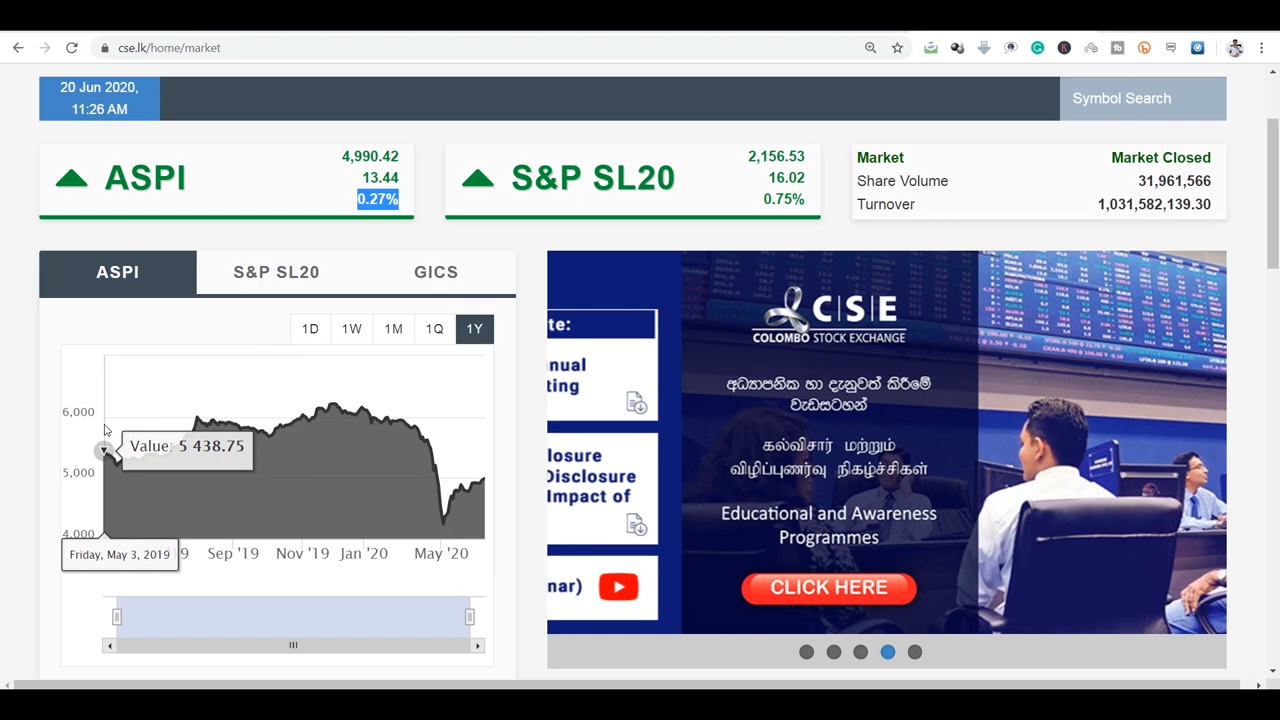 cse.lk/home/market
20 Jun 2020,
11:26 AM
Symbol Search
ASPI
4,990.42
13.44
0.27%
S&P SL20
2,156.53
16.02
0.75%
Market
Market Closed
Share Volume
31,961,566
Turnover
1,031,582,139.30
ASPI
S&P SL20
GICS
1D
1W
1M
1Q
1Y
6,000
5,000
4,000
Value: 5 438.75
Friday, May 3, 2019
Sep '19
Nov '19
Jan '20
May '20
te:
nual
ting
losure
Disclosure
Impact of
nar)
CSE
COLOMBO STOCK EXCHANGE
අධ්‍යාපනික හා දැනුවත් කිරීමේ
වැඩසටහන්
கல்விசார் மற்றும்
விழிப்புணர்வு நிகழ்ச்சிகள்
Educational and Awareness
Programmes
CLICK HERE